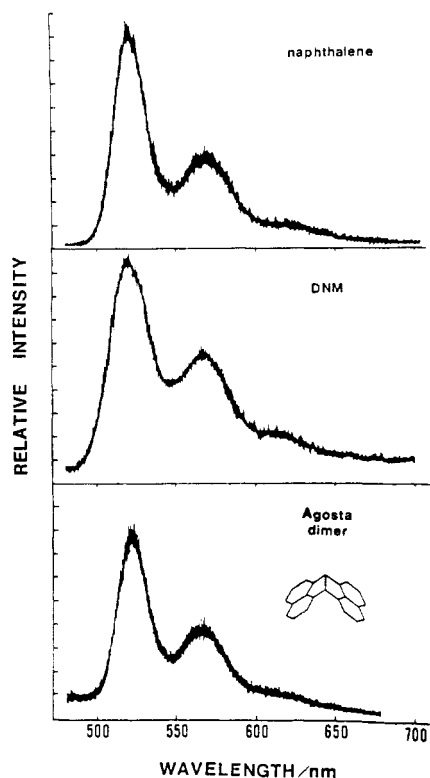 naphthalene
DNM
RELATIVE INTENSITY
Agosta
dimer
500 550 600 650 700
WAVELENGTH/nm